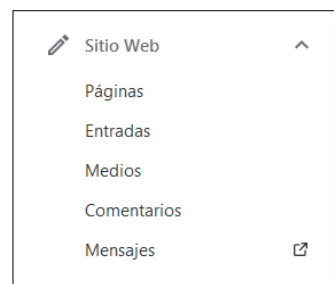 Sitio Web
Páginas
Entradas
Medios
Comentarios
Mensajes